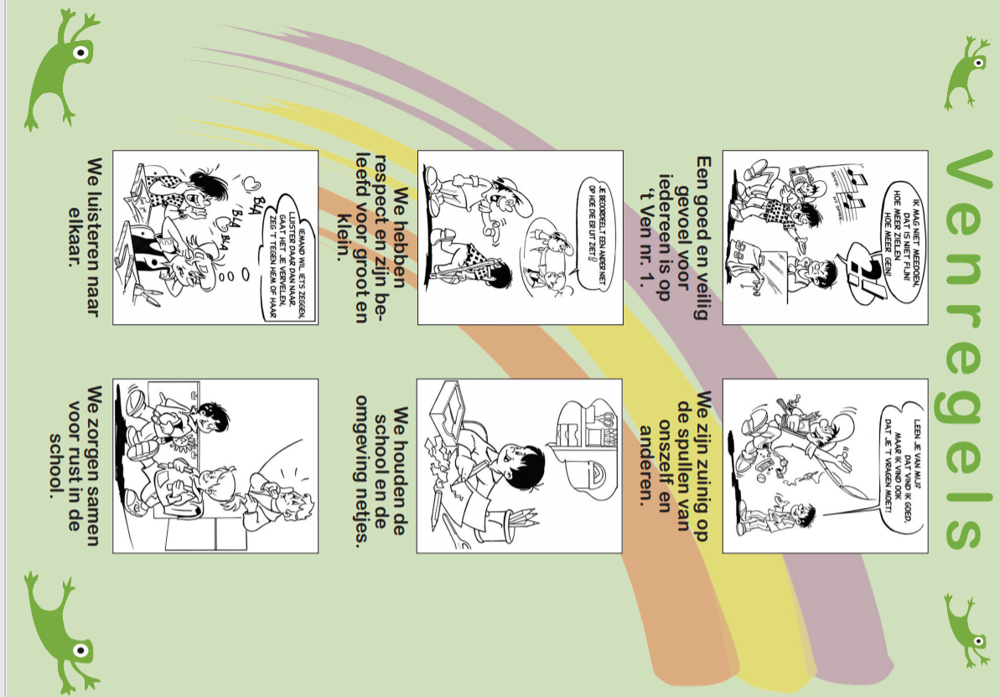 Venregels
IK MAG NIET MEEDOEN,
DAT IS NIET FIJN!
HOE MEER ZIELEN
HOE MEER GEIN!
?!
Een goed en veilig
gevoel voor
iedereen is op
‘t Ven nr. 1.
LEEN JE VAN MIJ?
DAT VIND IK GOED,
MAAR IK VIND OOK
DAT JE 'T VRAGEN MOET!
We zijn zuinig op
de spullen van
onszelf en
anderen.
JE BEOORDEELT EEN ANDER NIET
OP HOE DIE ER UIT ZIET!
We hebben
respect en zijn be-
leefd voor groot en
klein.
We houden de
school en de
omgeving netjes.
IEMAND WIL IETS ZEGGEN,
LUISTER DAAR DAN NAAR.
GAAT HET JE VERVELEN,
ZEG 'T TEGEN HEM OF HAAR
BLA
BLA
BLA
We luisteren naar
elkaar.
We zorgen samen
voor rust in de
school.